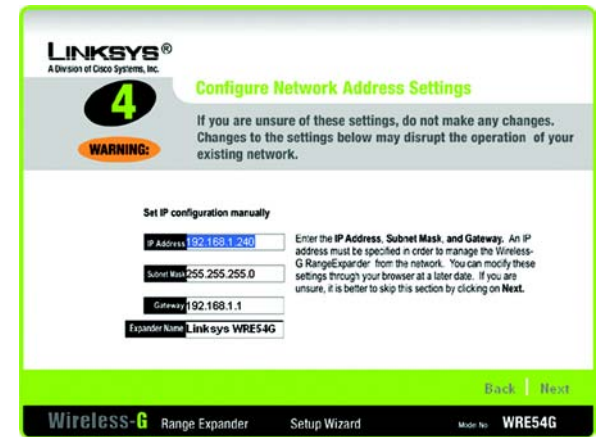 LINKSYS®
A Division of Cisco Systems, Inc.
4
Configure Network Address Settings
WARNING:
If you are unsure of these settings, do not make any changes.
Changes to the settings below may disrupt the operation of your
existing network.
Set IP configuration manually
IP Address 192.168.1.240
Subnet Mask 255.255.255.0
Gateway 192.168.1.1
Expander Name Linksys WRE54G
Enter the IP Address, Subnet Mask, and Gateway. An IP
address must be specified in order to manage the Wireless-
G RangeExpander from the network. You can modify these
settings through your browser at a later date. If you are
unsure, it is better to skip this section by clicking on Next.
Back Next
Wireless-G Range Expander Setup Wizard Model No WRE54G